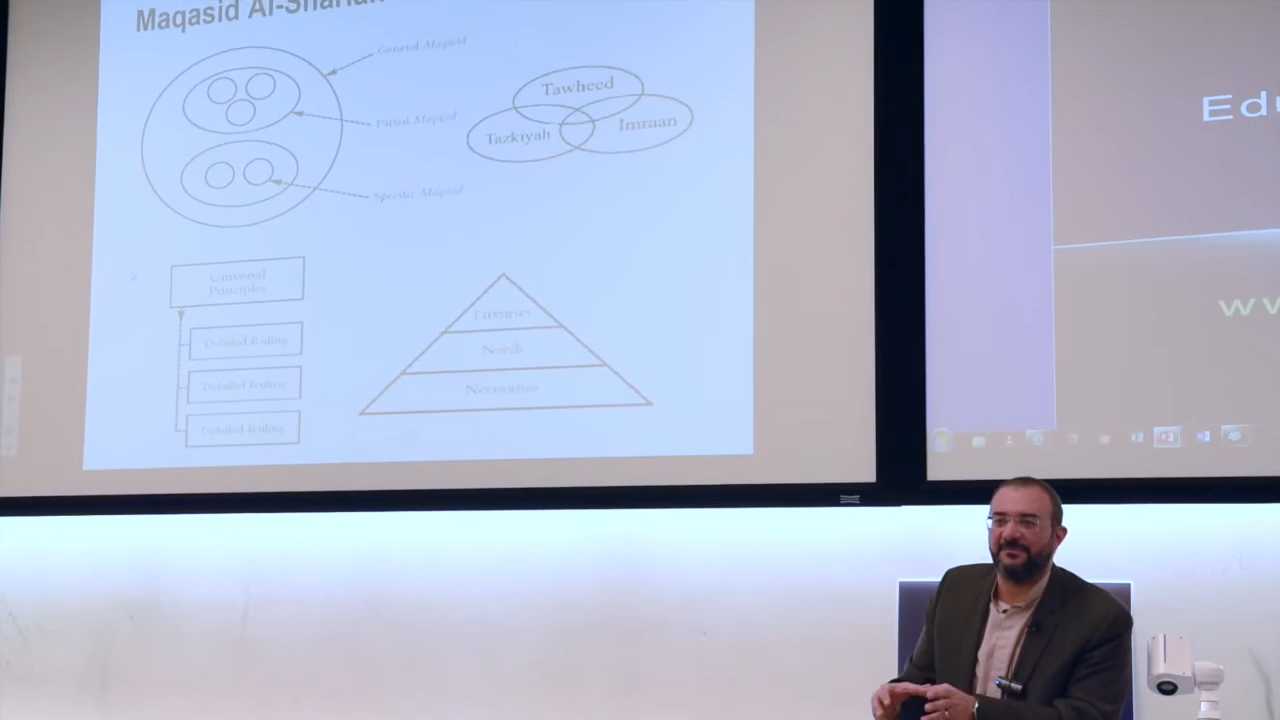 Maqasid Al-Shariah
General Maqasid
Partial Maqasid
Specific Maqasid
Tawheed
Tazkiyah
Imraan
Universal
Principles
Detailed Ruling
Detailed Ruling
Detailed Ruling
Luxuries
Needs
Necessities
Edu